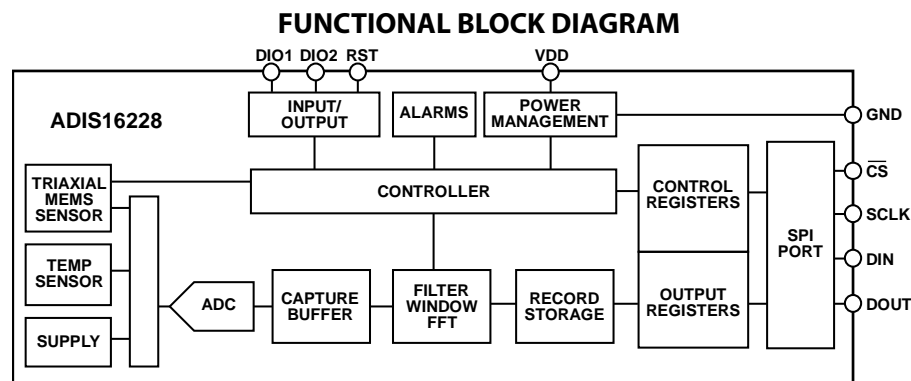 FUNCTIONAL BLOCK DIAGRAM
DIO1 DIO2 RST VDD
ADIS16228
INPUT/
OUTPUT
ALARMS
POWER
MANAGEMENT
GND
TRIAXIAL
MEMS
SENSOR
CONTROLLER
CONTROL
REGISTERS
CS
SCLK
SPI
PORT
DIN
DOUT
TEMP
SENSOR
ADC
CAPTURE
BUFFER
FILTER
WINDOW
FFT
RECORD
STORAGE
OUTPUT
REGISTERS
SUPPLY